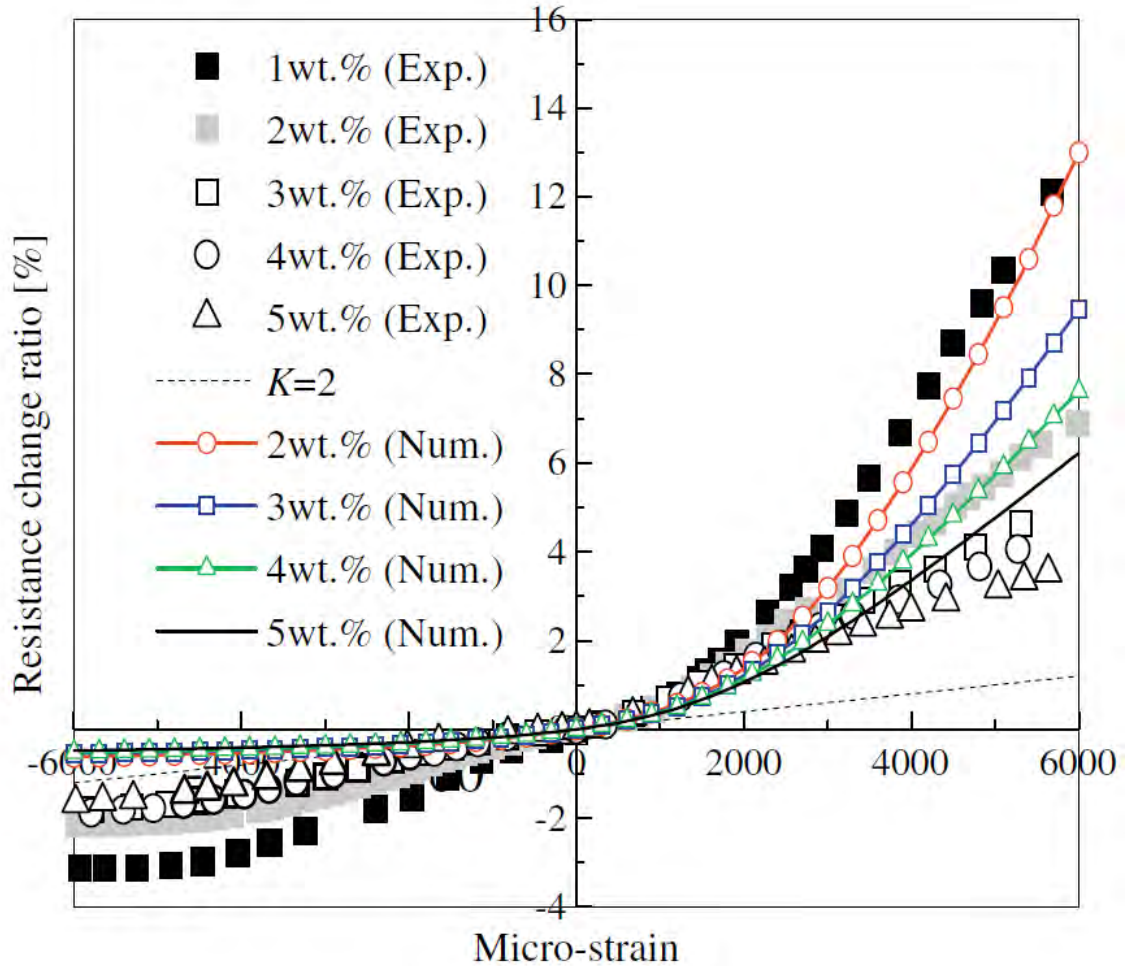 16
14
12
10
8
6
4
2
0
-2
-4
-6000
2000
4000
6000
1wt.% (Exp.)
2wt.% (Exp.)
3wt.% (Exp.)
4wt.% (Exp.)
5wt.% (Exp.)
K=2
2wt.% (Num.)
3wt.% (Num.)
4wt.% (Num.)
5wt.% (Num.)
Resistance change ratio [%]
Micro-strain